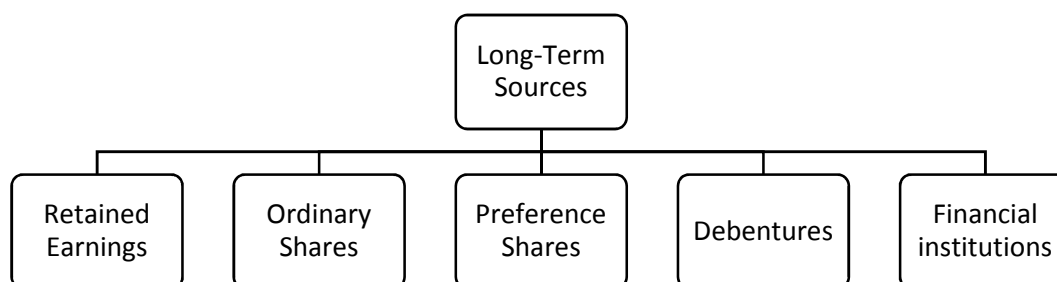 Long-Term
Sources
Retained
Earnings
Ordinary
Shares
Preference
Shares
Debentures
Financial
institutions